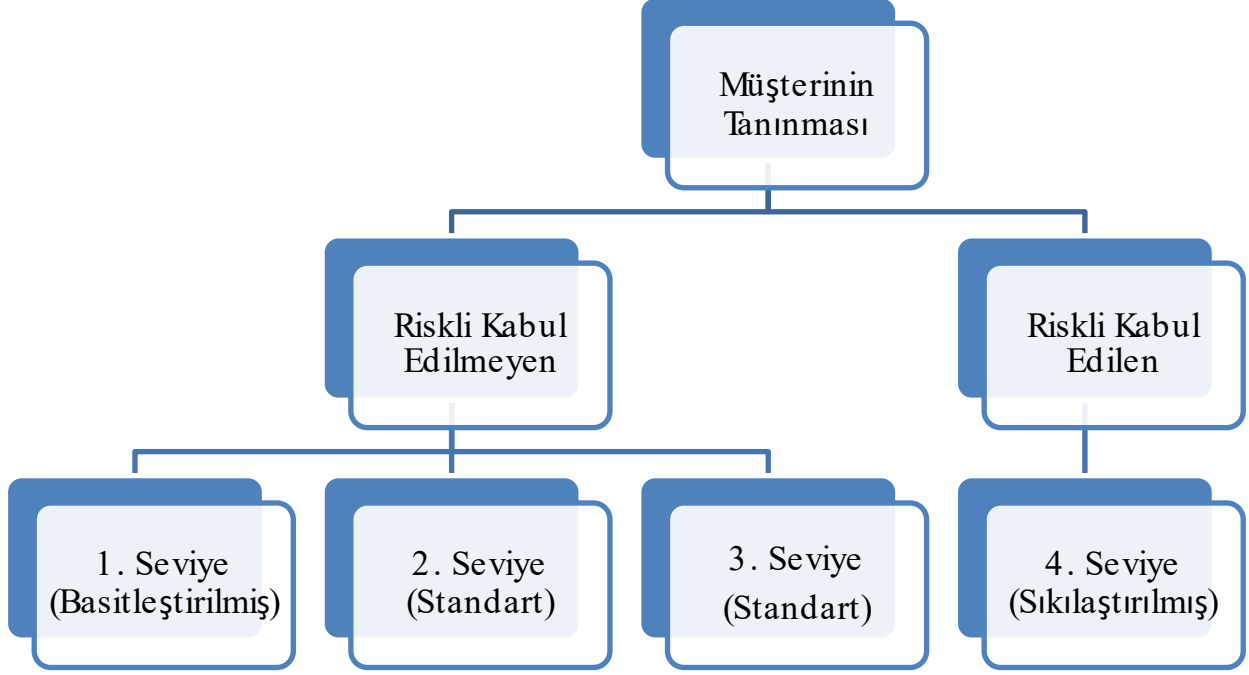 Müşterinin
Tanınması
Riskli Kabul
Edilmeyen
Riskli Kabul
Edilen
1. Seviye
(Basitleştirilmiş)
2. Seviye
(Standart)
3. Seviye
(Standart)
4. Seviye
(Sıkılaştırılmış)